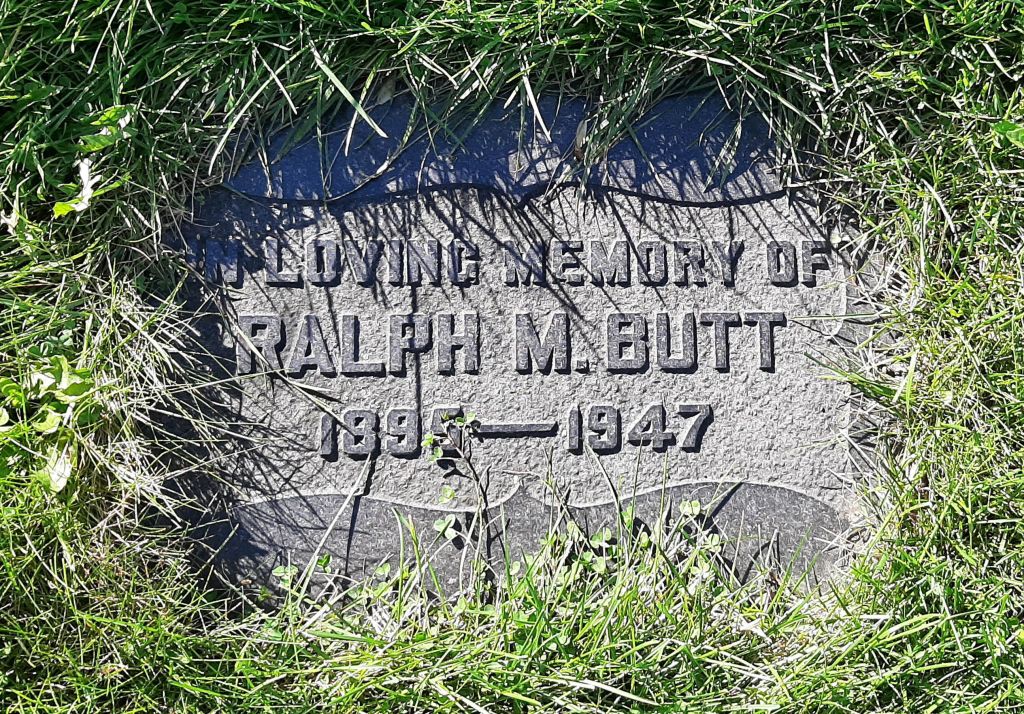 IN LOVING MEMORY OF
RALPH M. BUTT
1895—1947